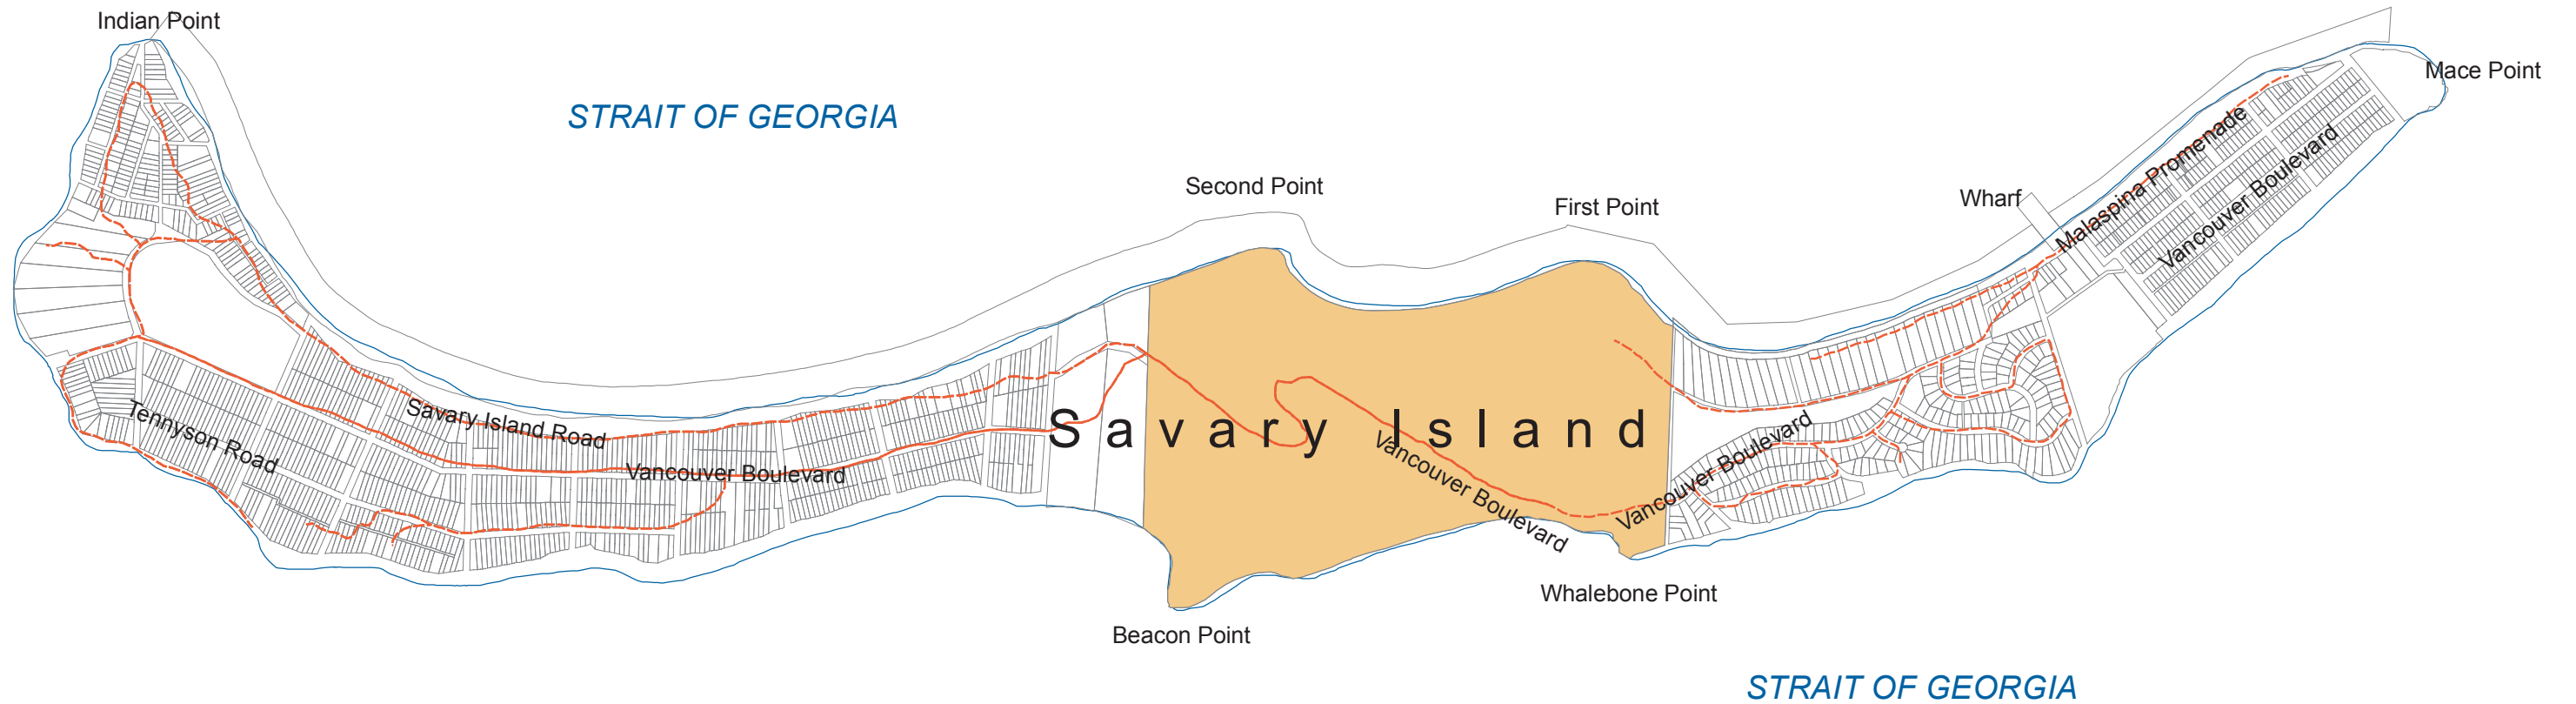 Indian Point
Mace Point
STRAIT OF GEORGIA
Second Point
First Point
Wharf
Malaspina Promenade
Vancouver Boulevard
Savary Island Road
Tennyson Road
Savary Island
Vancouver Boulevard
Vancouver Boulevard
Vancouver Boulevard
Whalebone Point
Beacon Point
STRAIT OF GEORGIA